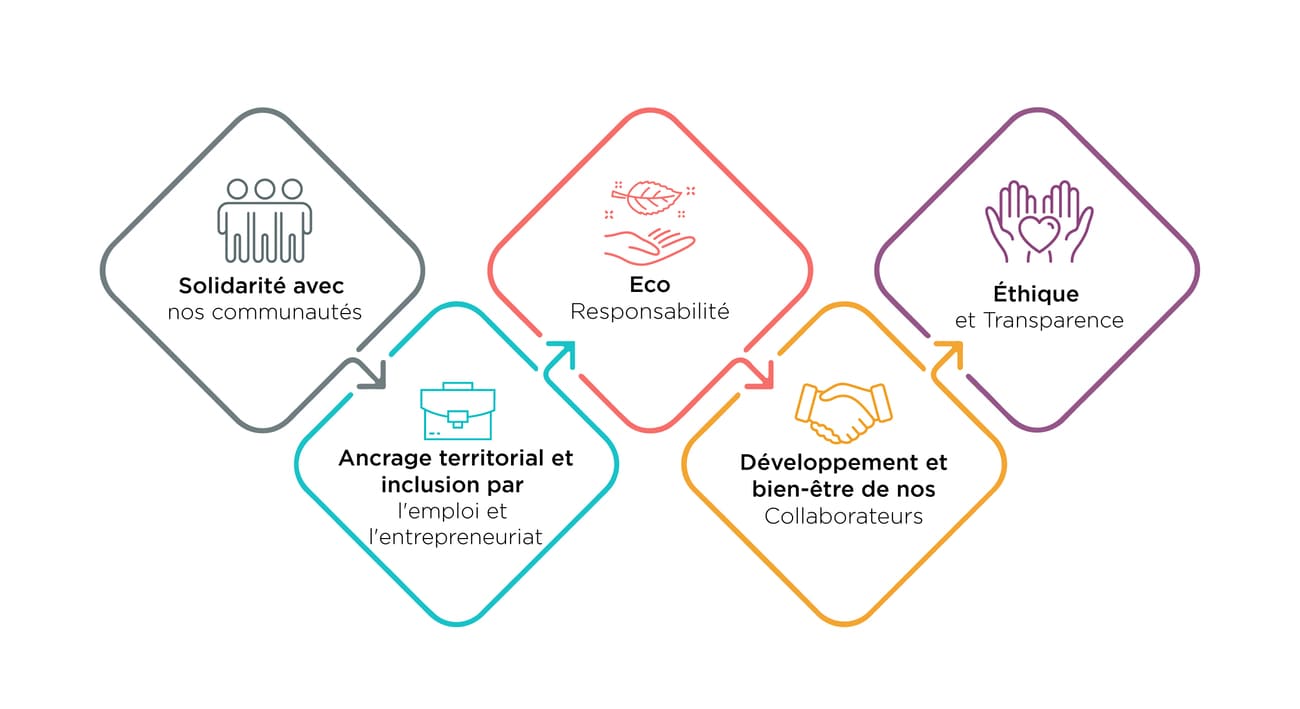 Solidarité avec
nos communautés
Ancrage territorial et
inclusion par
l'emploi et
l'entrepreneuriat
Eco
Responsabilité
Développement et
bien-être de nos
Collaborateurs
Éthique
et Transparence